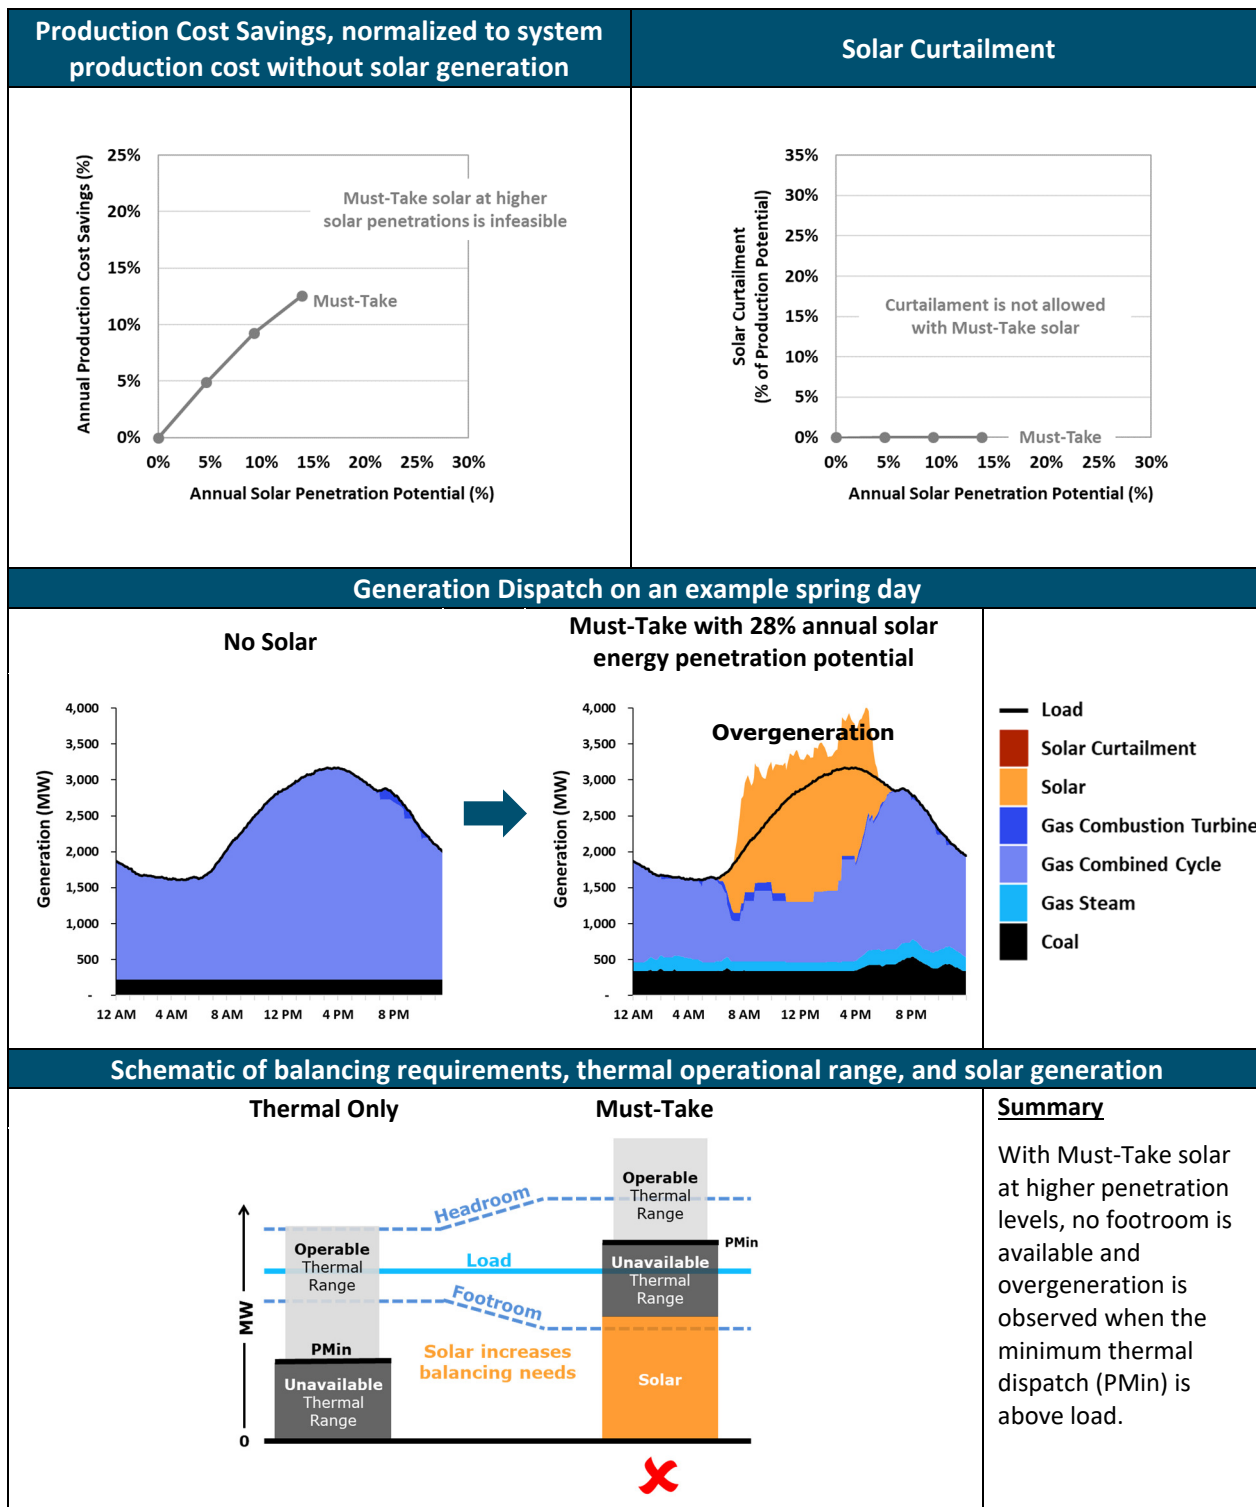 Production Cost Savings, normalized to system
production cost without solar generation
Solar Curtailment
Annual Production Cost Savings (%)
25%
20%
15%
10%
5%
0%
Must-Take solar at higher
solar penetrations is infeasible
Must-Take
0% 5% 10% 15% 20% 25% 30%
Annual Solar Penetration Potential (%)
Solar Curtailment
(% of Production Potential)
35%
30%
25%
20%
15%
10%
5%
0%
Curtailament is not allowed
with Must-Take solar
Must-Take
0% 5% 10% 15% 20% 25% 30%
Annual Solar Penetration Potential (%)
Generation Dispatch on an example spring day
No Solar
Generation (MW)
4,000
3,500
3,000
2,500
2,000
1,500
1,000
500
-
12 AM 4 AM 8 AM 12 PM 4 PM 8 PM
Must-Take with 28% annual solar
energy penetration potential
Generation (MW)
4,000
3,500
3,000
2,500
2,000
1,500
1,000
500
-
Overgeneration
12 AM 4 AM 8 AM 12 PM 4 PM 8 PM
Load
Solar Curtailment
Solar
Gas Combustion Turbine
Gas Combined Cycle
Gas Steam
Coal
Schematic of balancing requirements, thermal operational range, and solar generation
Thermal Only
Must-Take
MW
0
Operable
Thermal
Range
PMin
Unavailable
Thermal
Range
Headroom
Load
Footroom
Solar increases
balancing needs
Operable
Thermal
Range
PMin
Unavailable
Thermal
Range
Solar
Summary
With Must-Take solar
at higher penetration
levels, no footroom is
available and
overgeneration is
observed when the
minimum thermal
dispatch (PMin) is
above load.